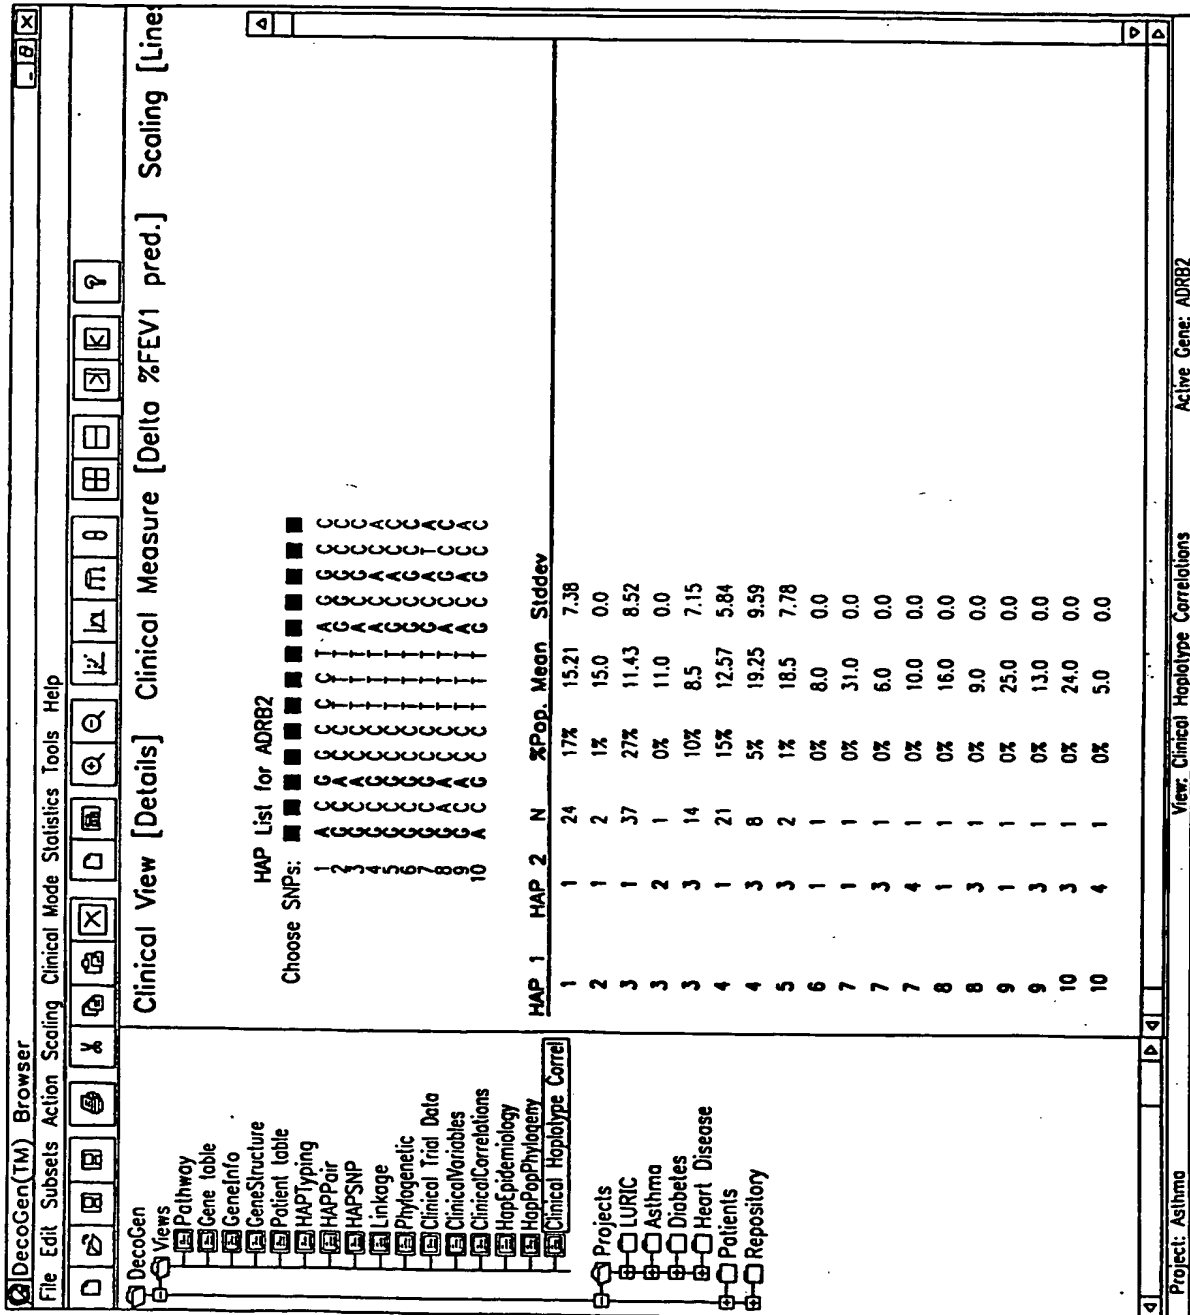 DecoGen(TM) Browser
File Edit Subsets Action Scaling Clinical Mode Statistics Tools Help
DecoGen
Views
Pathway
Gene table
GeneInfo
GeneStructure
Patient table
HAPTyping
HAPPair
HAPSNP
Linkage
Phylogenetic
Clinical Trial Data
ClinicalVariables
ClinicalCorrelations
HapEpidemiology
HapPopPhylogeny
Clinical Haplotype Correl
Projects
LURIC
Asthma
Diabetes
Heart Disease
Patients
Repository
Clinical View [Details] Clinical Measure [Delta %FEV1 pred.] Scaling [Lines
HAP List for ADRB2
Choose SNPs:
1
2
3
4
5
6
7
8
9
10
HAP 1 HAP 2 N %Pop. Mean Stddev
1 1 24 17% 15.21 7.38
2 1 2 1% 15.0 0.0
3 1 37 27% 11.43 8.52
3 2 1 0% 11.0 0.0
3 3 14 10% 8.5 7.15
4 1 21 15% 12.57 5.84
4 3 8 5% 19.25 9.59
5 3 2 1% 18.5 7.78
6 1 1 0% 8.0 0.0
7 1 1 0% 31.0 0.0
7 3 1 0% 6.0 0.0
7 4 1 0% 10.0 0.0
8 1 1 0% 16.0 0.0
8 3 1 0% 9.0 0.0
9 1 1 0% 25.0 0.0
9 3 1 0% 13.0 0.0
10 3 1 0% 24.0 0.0
10 4 1 0% 5.0 0.0
Project: Asthma View: Clinical Haplotype Correlations Active Gene: ADRB2